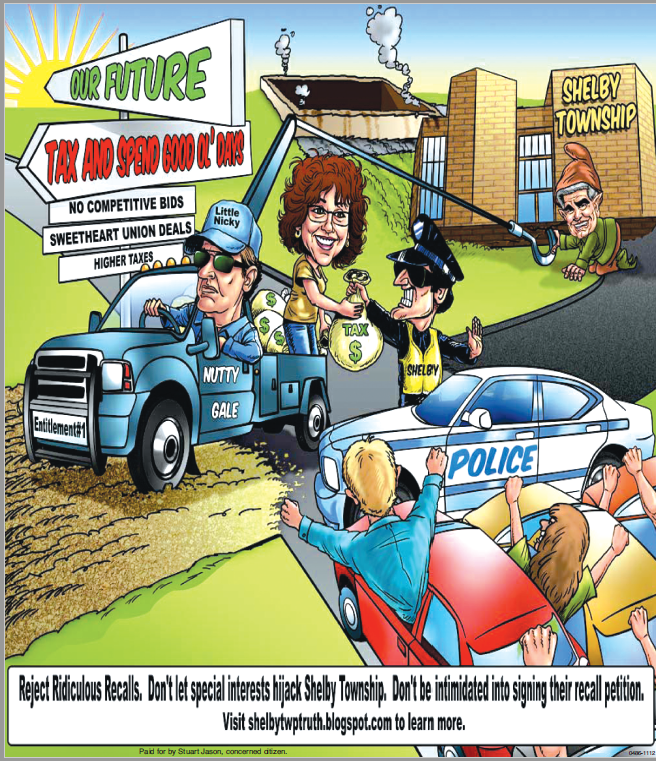 OUR FUTURE
TAX AND SPEND GOOD OL' DAYS
NO COMPETITIVE BIDS
SWEETHEART UNION DEALS
HIGHER TAXES
SHELBY
TOWNSHIP
Little
Nicky
$
$
$
TAX
$
SHELBY
NUTTY
GALE
Entitlement#1
POLICE
Reject Ridiculous Recalls. Don't let special interests hijack Shelby Township. Don't be intimidated into signing their recall petition.
Visit shelbytwptruth.blogspot.com to learn more.
Paid for by Stuart Jason, concerned citizen.
0486-1112